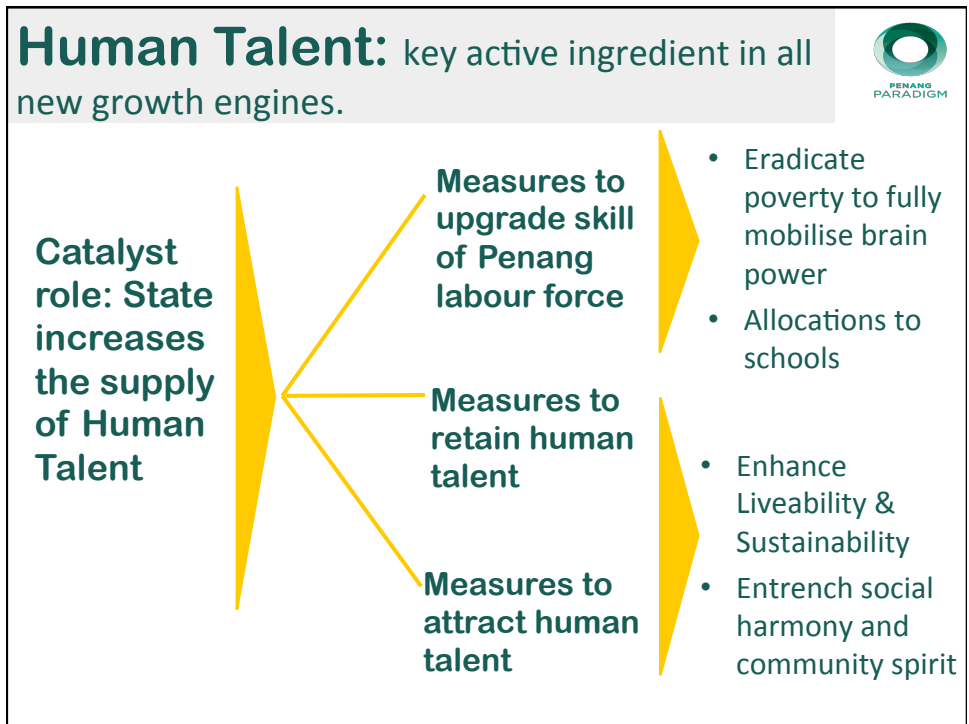 Human Talent: key active ingredient in all
new growth engines.
PENANG
PARADIGM
Catalyst
role: State
increases
the supply
of Human
Talent
Measures to
upgrade skill
of Penang
labour force
Measures to
retain human
talent
Measures to
attract human
talent
• Eradicate
poverty to fully
mobilise brain
power
• Allocations to
schools
• Enhance
Liveability &
Sustainability
• Entrench social
harmony and
community spirit